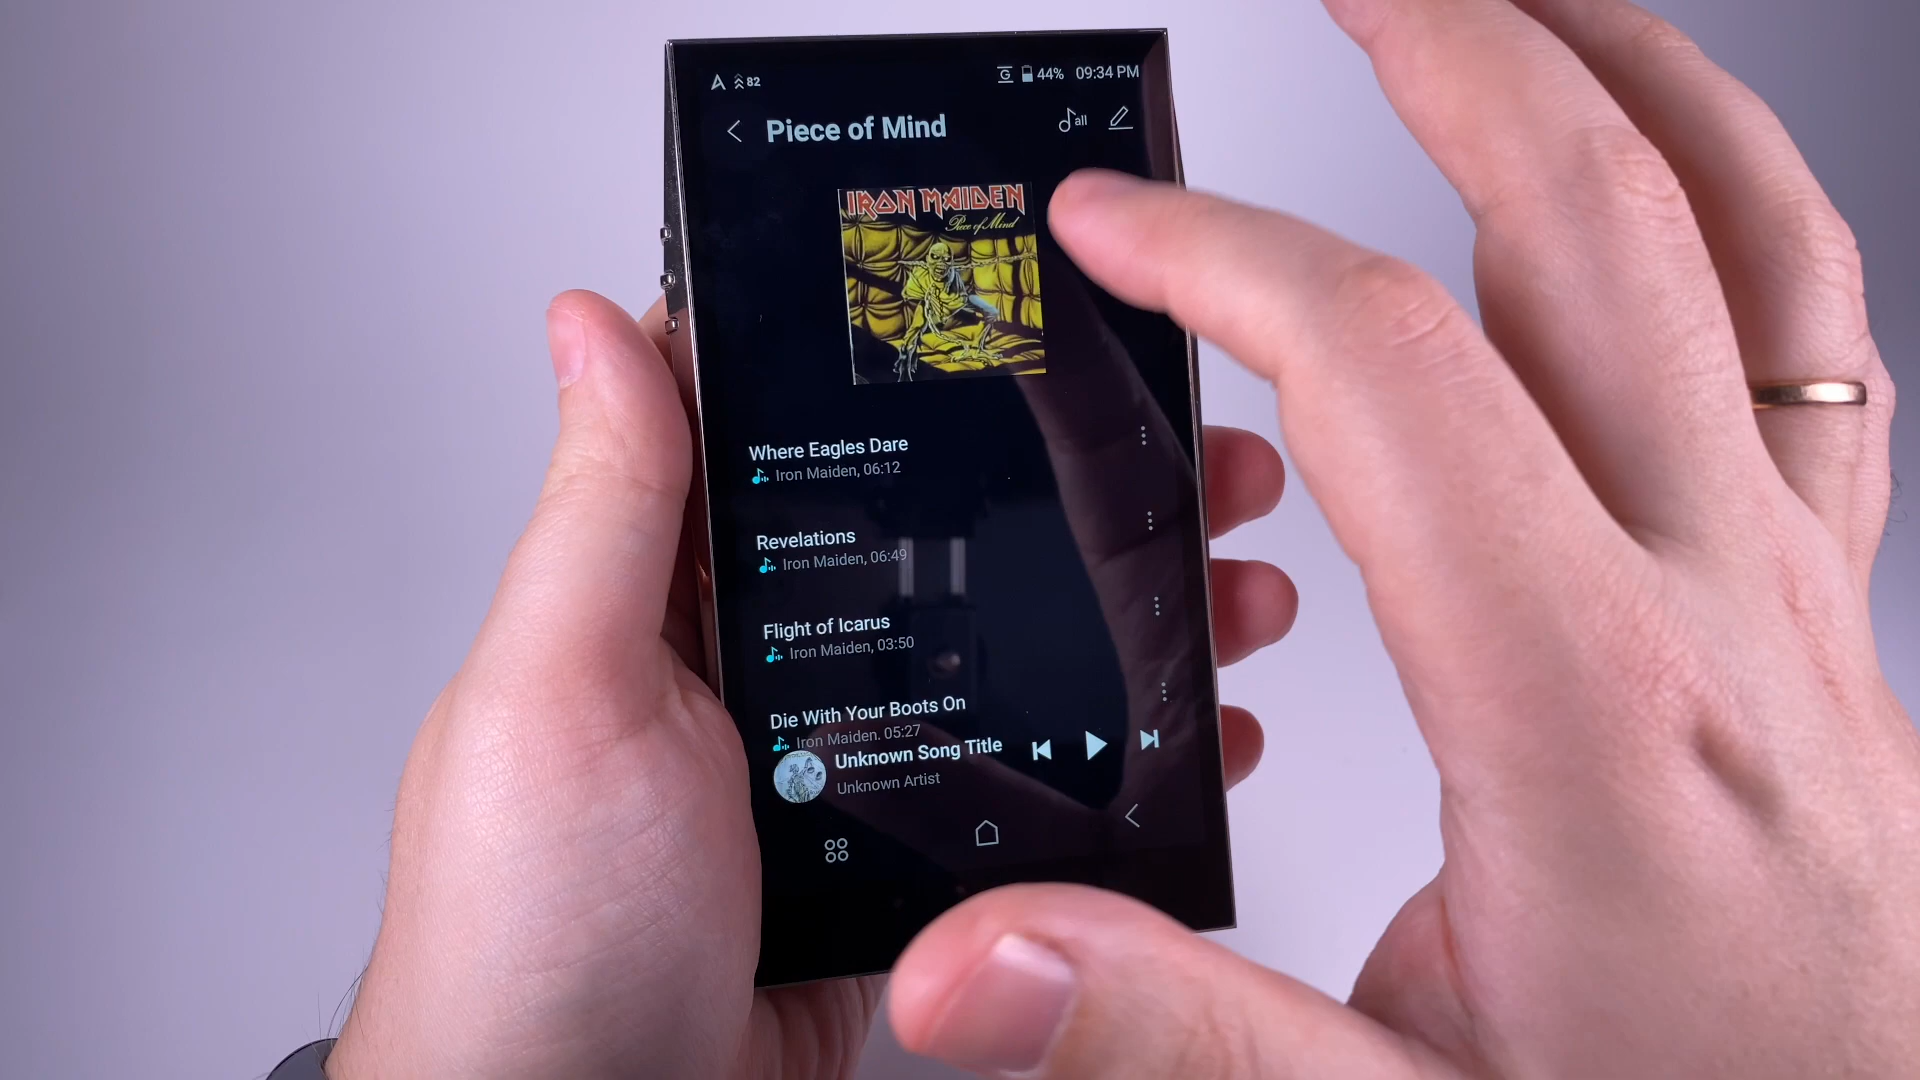 82
G 44% 09:34 PM
Piece of Mind
all
IRON MAIDEN
Piece of Mind
Where Eagles Dare
Iron Maiden, 06:12
Revelations
Iron Maiden, 06:49
Flight of Icarus
Iron Maiden, 03:50
Die With Your Boots On
Iron Maiden. 05:27
Unknown Song Title
Unknown Artist